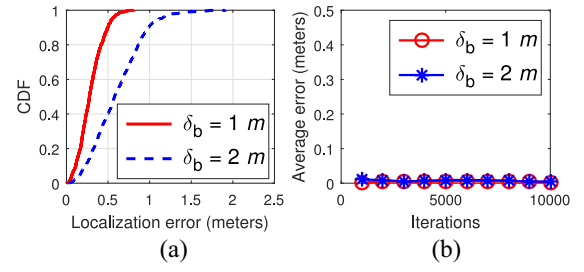 CDF
1
0.8
0.6
0.4
0.2
0
δb = 1 m
δb = 2 m
0 0.5 1.0 1.5 2 2.5
Localization error (meters)
(a)
Average error (meters)
0.5
0.4
0.3
0.2
0.1
0
δb = 1 m
δb = 2 m
0 5000 10000
Iterations
(b)